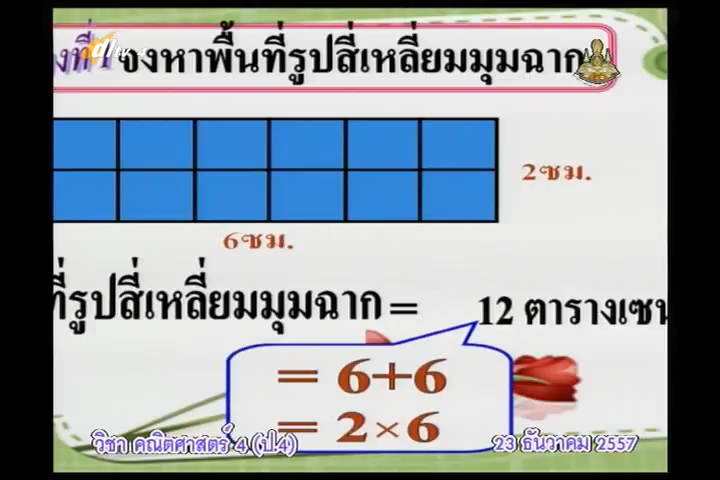 งที่ 1 จงหาพื้นที่รูปสี่เหลี่ยมมุมฉาก
2ซม.
6ซม.
ที่รูปสี่เหลี่ยมมุมฉาก = 12 ตารางเซน
= 6+6
= 2×6
วิชา คณิตศาสตร์ 4 (ป.4) 23 ธันวาคม 2557